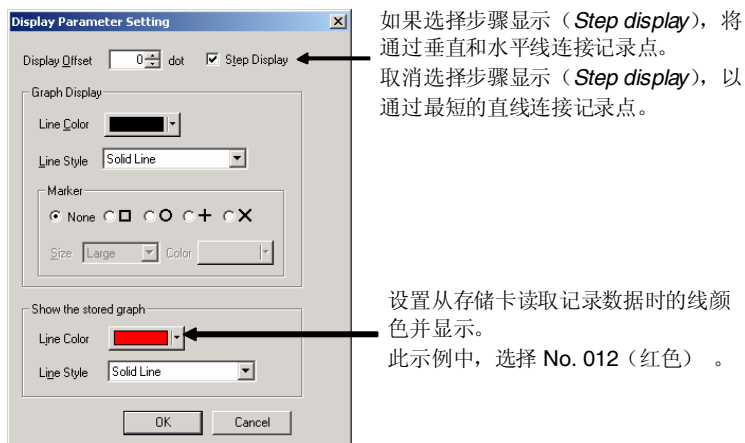 Display Parameter Setting
Display Offset 0 dot Step Display
Graph Display
Line Color
Line Style Solid Line
Marker
None
Size Large Color
Show the stored graph
Line Color
Line Style Solid Line
OK Cancel
如果选择步骤显示（Step display），将
通过垂直和水平线连接记录点。
取消选择步骤显示（Step display），以
通过最短的直线连接记录点。
设置从存储卡读取记录数据时的线颜
色并显示。
此示例中，选择 No. 012（红色） 。